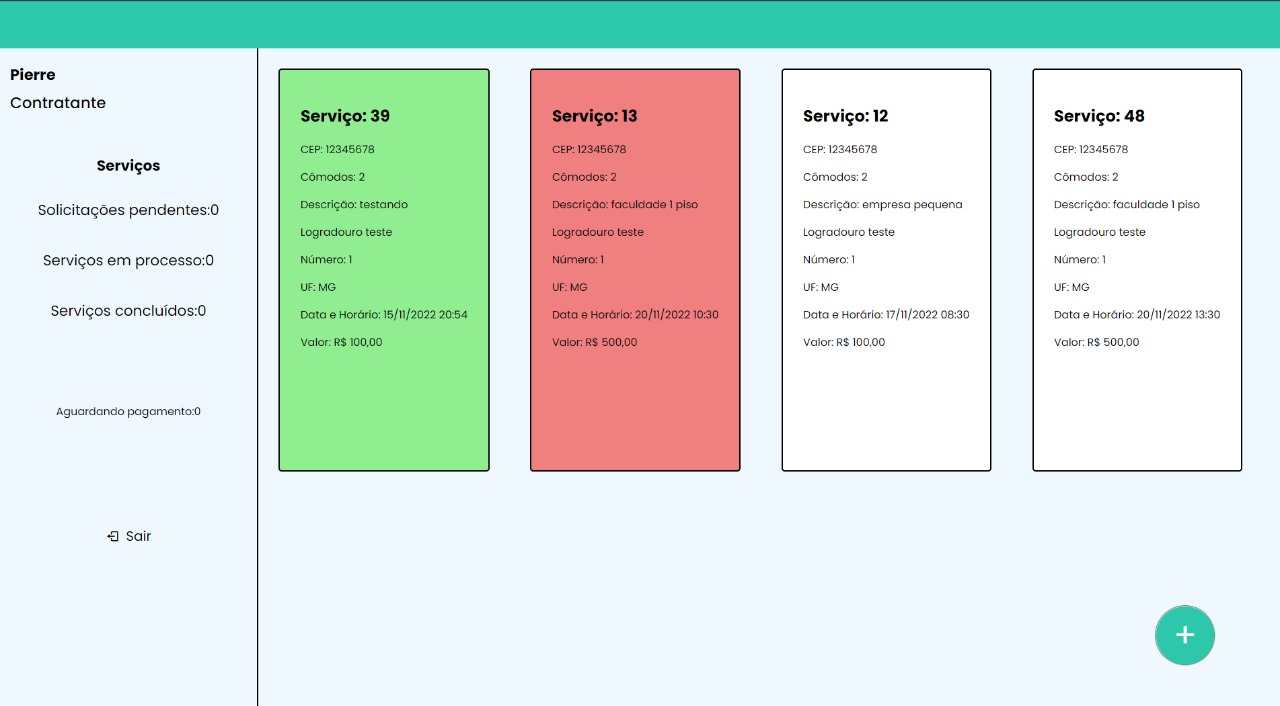 Pierre
Contratante
Serviços
Solicitações pendentes:0
Serviços em processo:0
Serviços concluídos:0
Aguardando pagamento:0
Sair
Serviço: 39
CEP: 12345678
Cômodos: 2
Descrição: testando
Logradouro teste
Número: 1
UF: MG
Data e Horário: 15/11/2022 20:54
Valor: R$ 100,00
Serviço: 13
CEP: 12345678
Cômodos: 2
Descrição: faculdade 1 piso
Logradouro teste
Número: 1
UF: MG
Data e Horário: 20/11/2022 10:30
Valor: R$ 500,00
Serviço: 12
CEP: 12345678
Cômodos: 2
Descrição: empresa pequena
Logradouro teste
Número: 1
UF: MG
Data e Horário: 17/11/2022 08:30
Valor: R$ 100,00
Serviço: 48
CEP: 12345678
Cômodos: 2
Descrição: faculdade 1 piso
Logradouro teste
Número: 1
UF: MG
Data e Horário: 20/11/2022 13:30
Valor: R$ 500,00
+